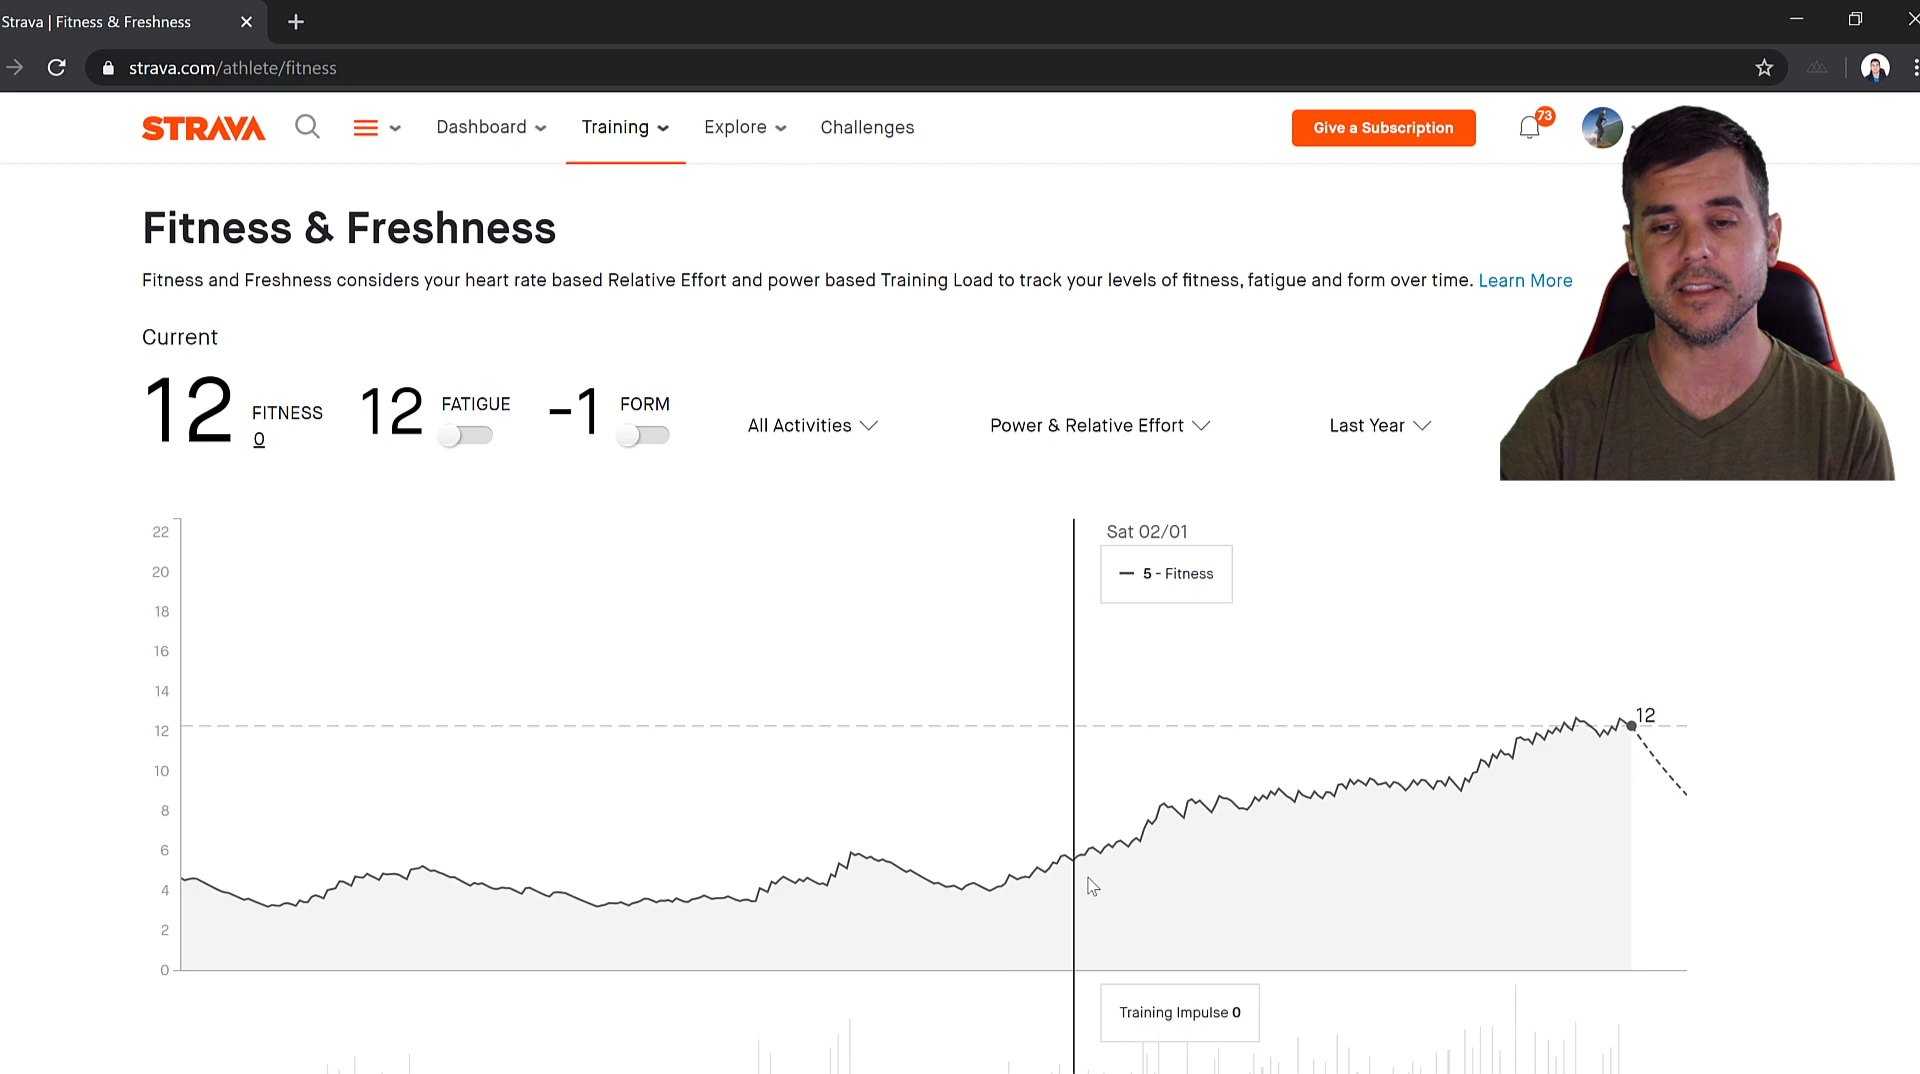 Strava | Fitness & Freshness
strava.com/athlete/fitness
STRAVA
Dashboard
Training
Explore
Challenges
Give a Subscription
73
Fitness & Freshness
Fitness and Freshness considers your heart rate based Relative Effort and power based Training Load to track your levels of fitness, fatigue and form over time. Learn More
Current
12 FITNESS 0
12 FATIGUE
-1 FORM
All Activities
Power & Relative Effort
Last Year
22
20
18
16
14
12
10
8
6
4
2
0
Sat 02/01
5 - Fitness
12
Training Impulse 0